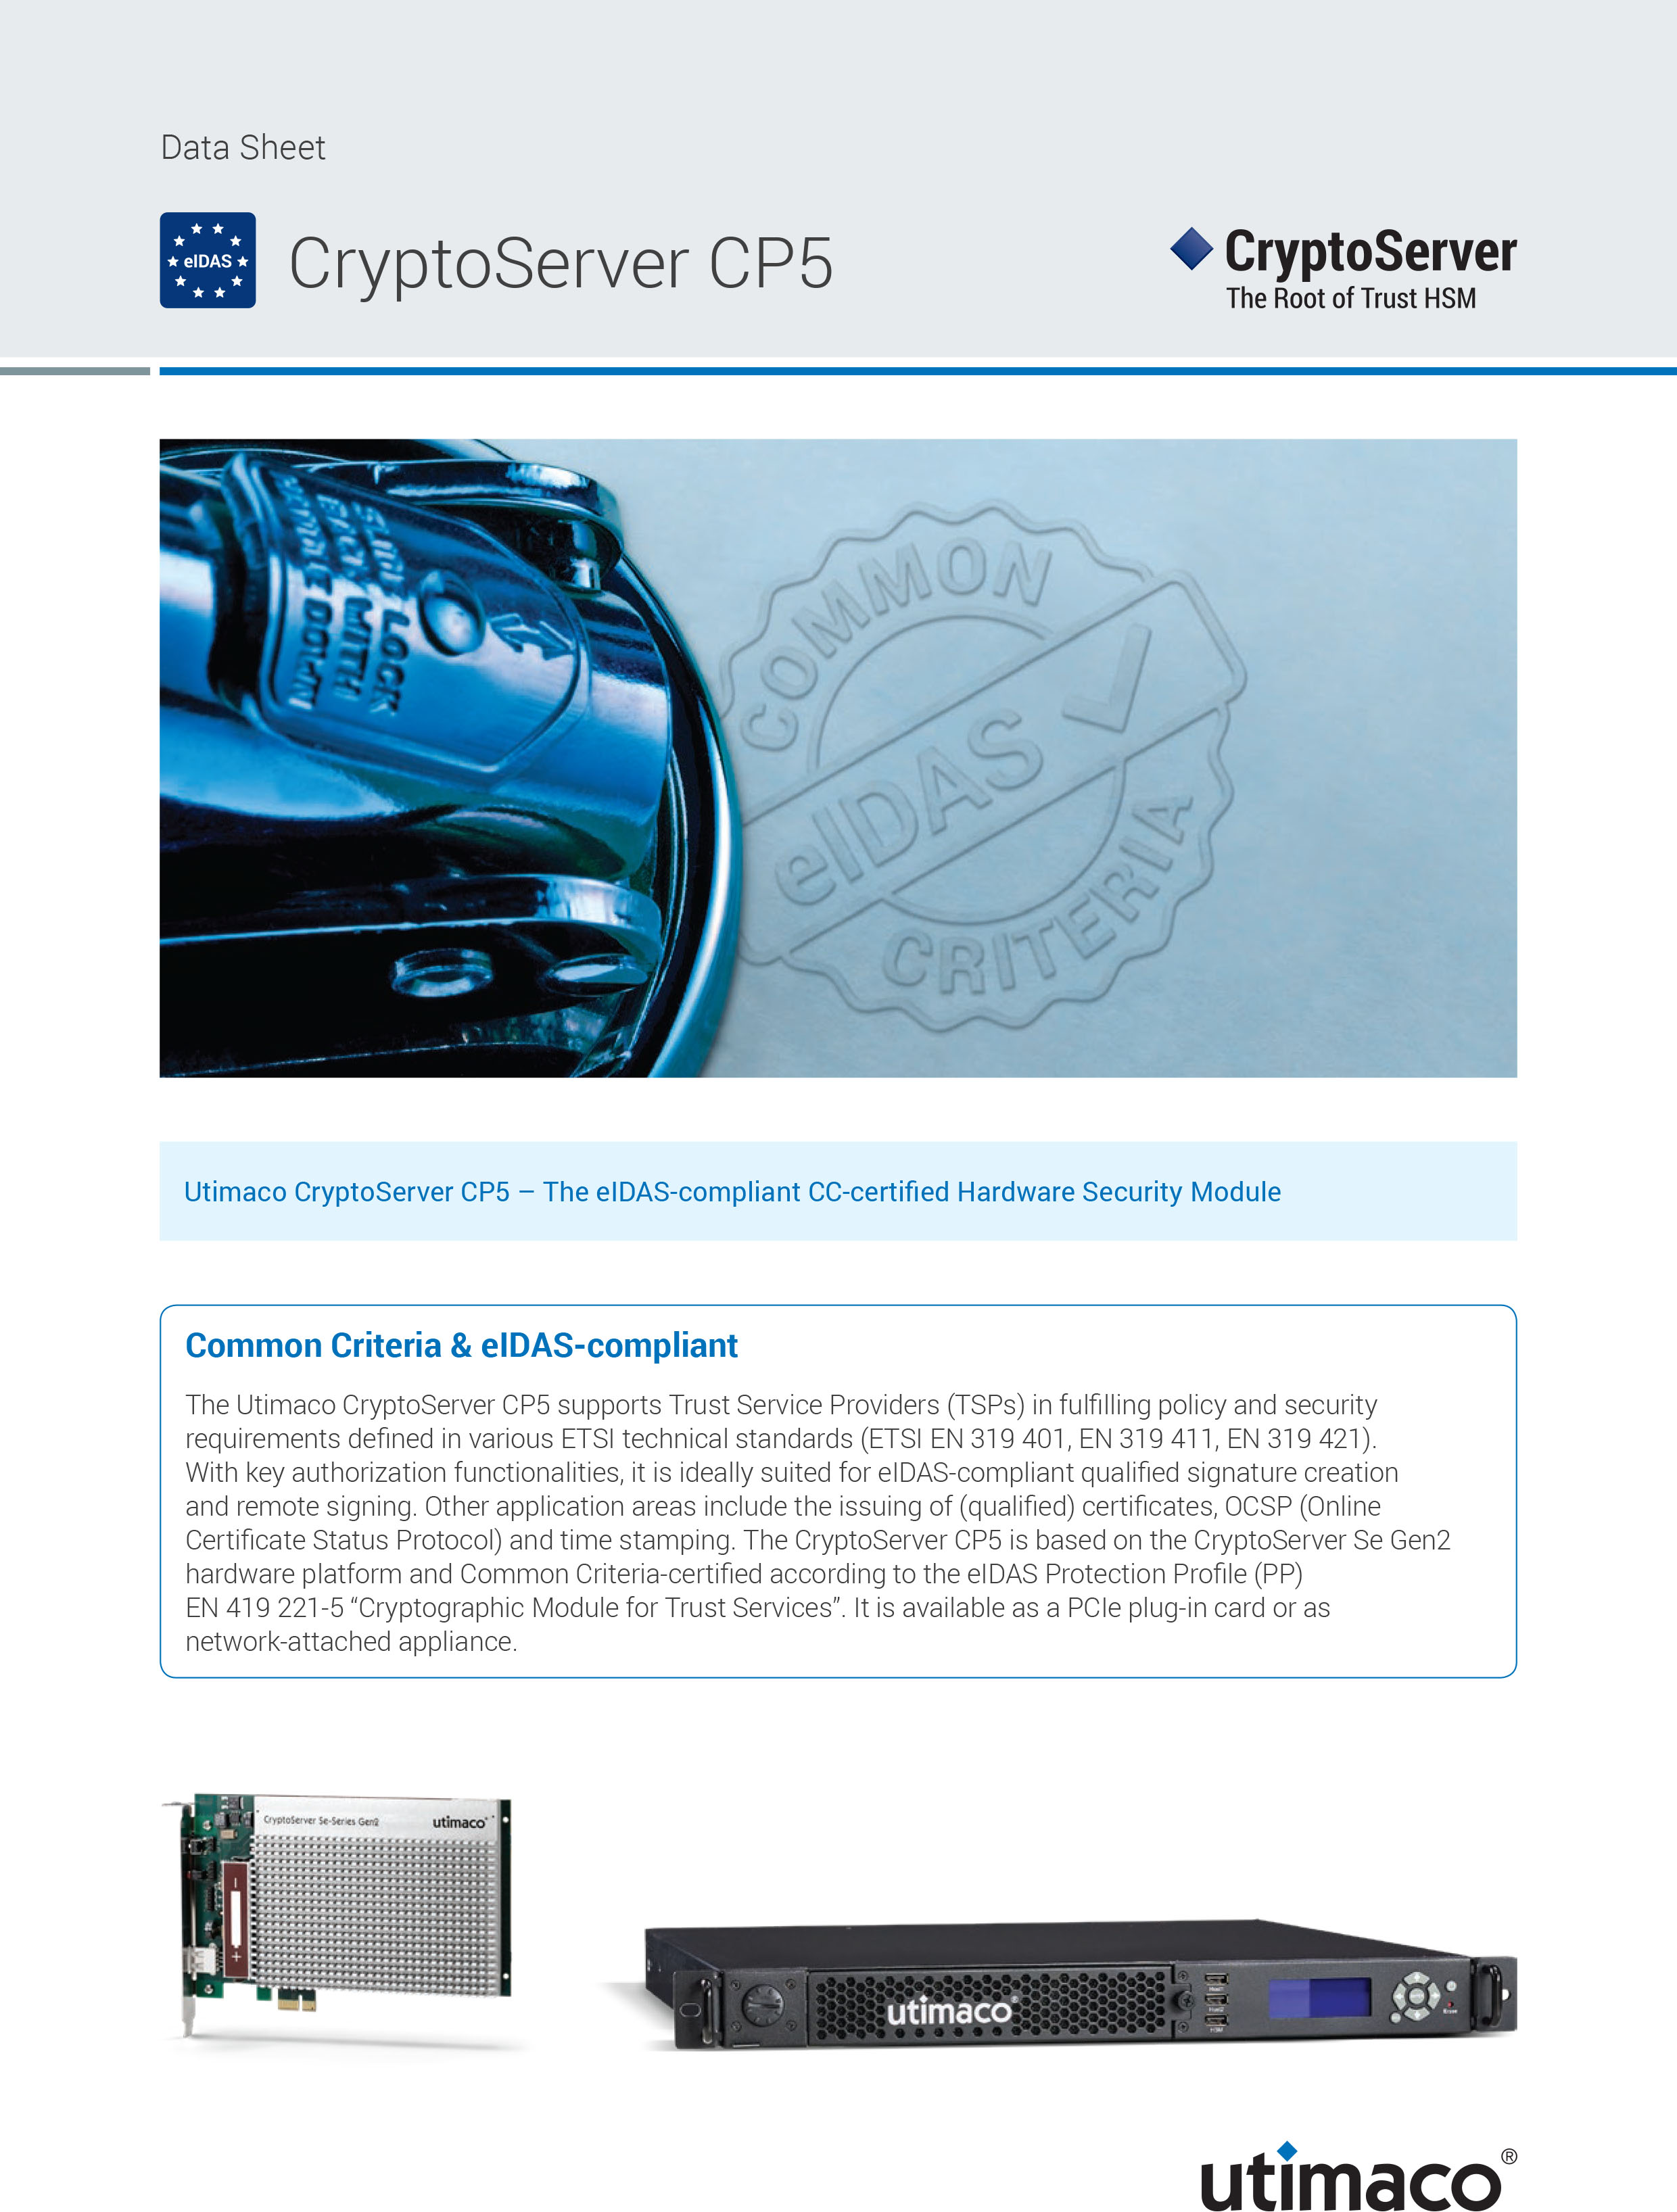 Data Sheet
eIDAS
CryptoServer CP5
CryptoServer
The Root of Trust HSM
LOCK
WITH
DOWN
COMMON
eIDAS
CRITERIA
Utimaco CryptoServer CP5 – The eIDAS-compliant CC-certified Hardware Security Module
Common Criteria & eIDAS-compliant
The Utimaco CryptoServer CP5 supports Trust Service Providers (TSPs) in fulfilling policy and security
requirements defined in various ETSI technical standards (ETSI EN 319 401, EN 319 411, EN 319 421).
With key authorization functionalities, it is ideally suited for eIDAS-compliant qualified signature creation
and remote signing. Other application areas include the issuing of (qualified) certificates, OCSP (Online
Certificate Status Protocol) and time stamping. The CryptoServer CP5 is based on the CryptoServer Se Gen2
hardware platform and Common Criteria-certified according to the eIDAS Protection Profile (PP)
EN 419 221-5 “Cryptographic Module for Trust Services”. It is available as a PCIe plug-in card or as
network-attached appliance.
CryptoServer Se-Series Gen2
utimaco®
utimaco®
utimaco®